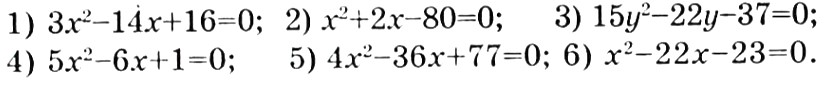 1) 3x²–14x+16=0; 2) x²+2x–80=0; 3) 15y²–22y–37=0;
4) 5x²–6x+1=0; 5) 4x²–36x+77=0; 6) x²–22x–23=0.